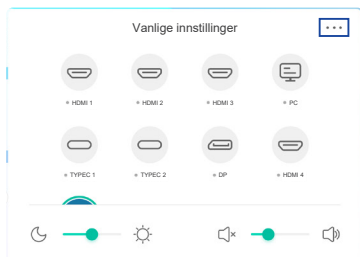 Vanlige innstillinger
HDMI 1
HDMI 2
HDMI 3
PC
TYPEC 1
TYPEC 2
DP
HDMI 4